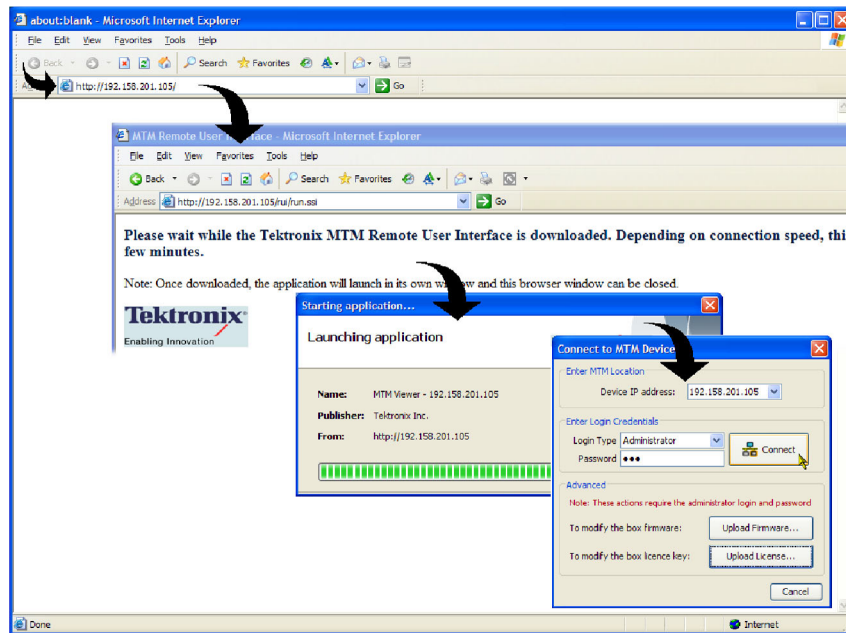 about:blank - Microsoft Internet Explorer
File Edit View Favorites Tools Help
Back Search Favorites
http://192.158.201.105/ Go
MTM Remote User Interface - Microsoft Internet Explorer
File Edit View Favorites Tools Help
Back Search Favorites
Address http://192.158.201.105/rui/run.ssi Go
Please wait while the Tektronix MTM Remote User Interface is downloaded. Depending on connection speed, thi
few minutes.
Note: Once downloaded, the application will launch in its own window and this browser window can be closed.
Tektronix
Enabling Innovation
Starting application...
Launching application
Name: MTM Viewer - 192.158.201.105
Publisher: Tektronix Inc.
From: http://192.158.201.105
Connect to MTM Device
Enter MTM Location
Device IP address: 192.158.201.105
Enter Login Credentials
Login Type Administrator
Password ●●●
Connect
Advanced
Note: These actions require the administrator login and password
To modify the box firmware: Upload Firmware...
To modify the box licence key: Upload License...
Cancel
Done Internet